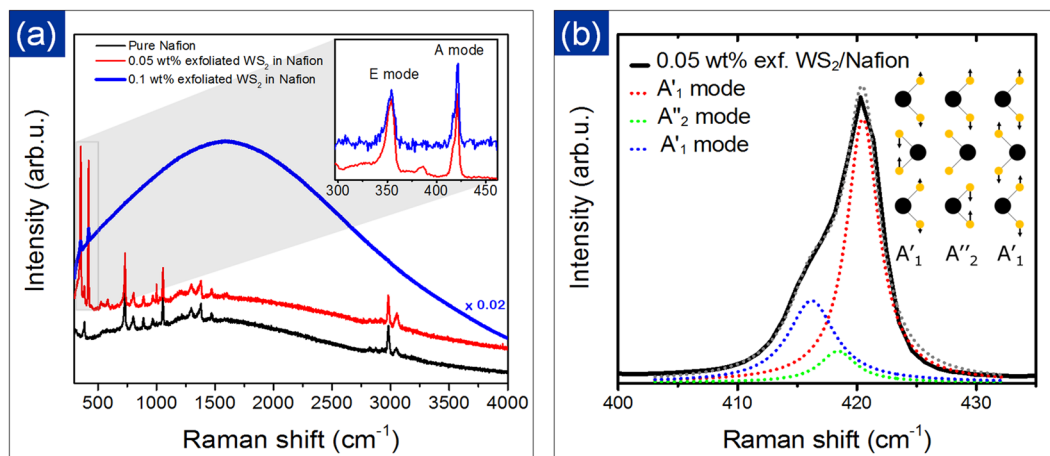 (a)
Pure Nafion
0.05 wt% exfoliated WS₂ in Nafion
0.1 wt% exfoliated WS₂ in Nafion
E mode
A mode
300 350 400 450
x 0.02
Intensity (arb.u.)
500 1000 1500 2000 2500 3000 3500 4000
Raman shift (cm⁻¹)
(b)
0.05 wt% exf. WS₂/Nafion
A'₁ mode
A''₂ mode
A'₁ mode
A'₁ A''₂ A'₁
Intensity (arb.u.)
400 410 420 430
Raman shift (cm⁻¹)